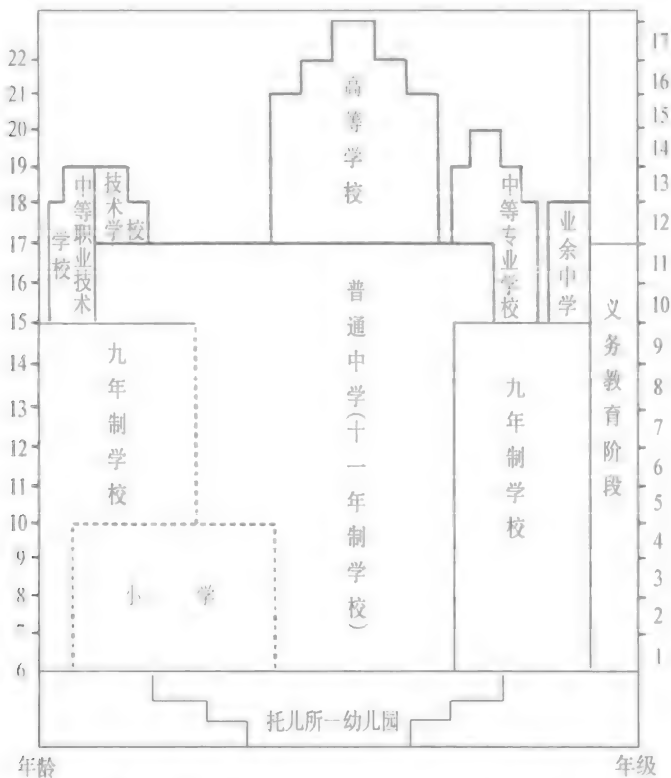 22
21
20
19
18
17
16
15
14
13
12
11
10
9
8
7
6
高等学校
中等职业技术
学校
技术
学校
中等专业学校
业余中学
普通中学(十一年制学校)
九年制学校
九年制学校
小学
义务教育阶段
17
16
15
14
13
12
11
10
9
8
7
6
5
4
3
2
1
托儿所—幼儿园
年龄
年级